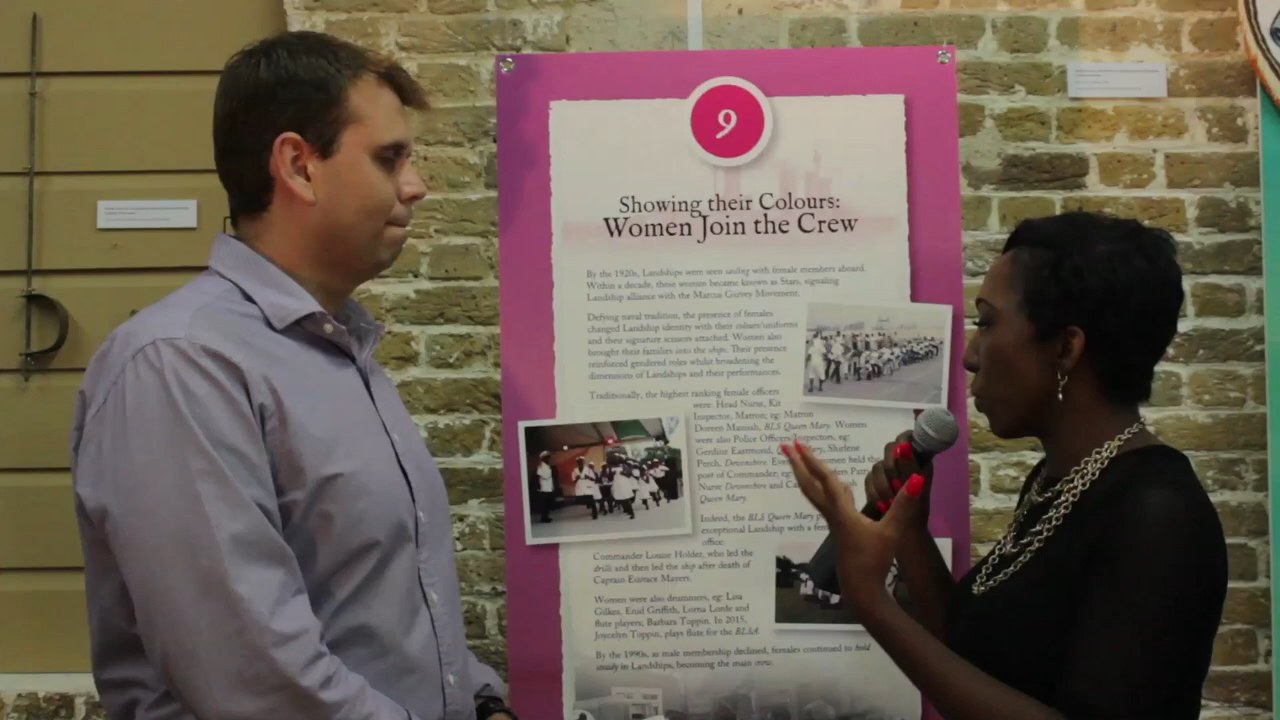 9
Showing their Colours:
Women Join the Crew
By the 1920s, Landships were seen sailing with female members aboard.
Within a decade, these women became known as Stars, signaling
Landship alliance with the Marcus Garvey Movement.
Defying naval tradition, the presence of females
changed Landship identity with their colours/uniforms
and their signature scissors attached. Women also
brought their families into the ships. Their presence
reinforced gendered roles whilst broadening the
dimensions of Landships and their performances.
Traditionally, the highest ranking female officers
were: Head Nurse, Kit
Inspector, Matron; eg: Matron
Doreen Massiah, BLS Queen Mary. Women
were also Police Officers/Inspectors, eg:
Gerdine Eastmond, Shirlene
Perch, Devonshire. women held the
post of Commander; eg:
Nurse Devonshire and
Queen Mary.
Indeed, the BLS Queen Mary
exceptional Landship with a
office:
Commander Louise Holder, who led the
drills and then led the ship after death of
Captain Eustace Mayers.
Women were also drummers, eg: Lisa
Gilkes, Enid Griffith, Lorna Lorde and
flute players; Barbara Toppin. In 2015,
Joycelyn Toppin, plays flute for the BLSA.
By the 1990s, as male membership declined, females continued to hold
steady in Landships, becoming the main crew.